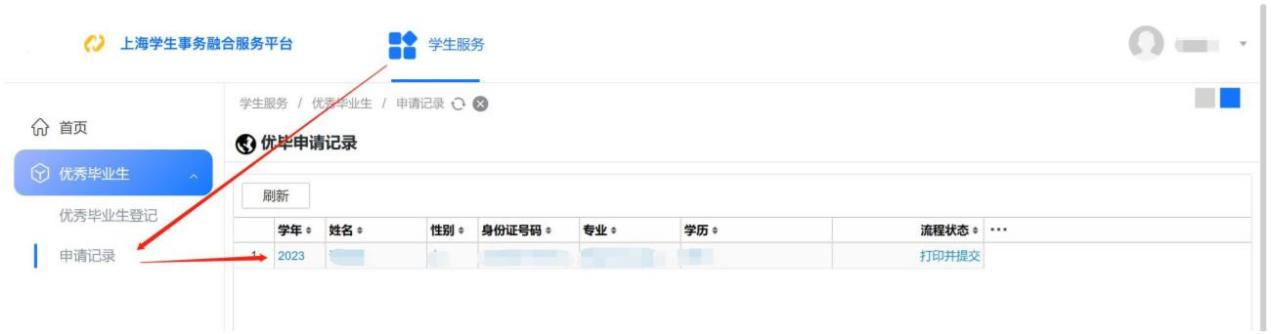 上海学生事务融合服务平台 学生服务
学生服务 / 优秀毕业生 / 申请记录
首页
优毕申请记录
优秀毕业生
刷新
优秀毕业生登记
学年 姓名 性别 身份证号码 专业 学历 流程状态 •••
申请记录
1 2023 打印并提交